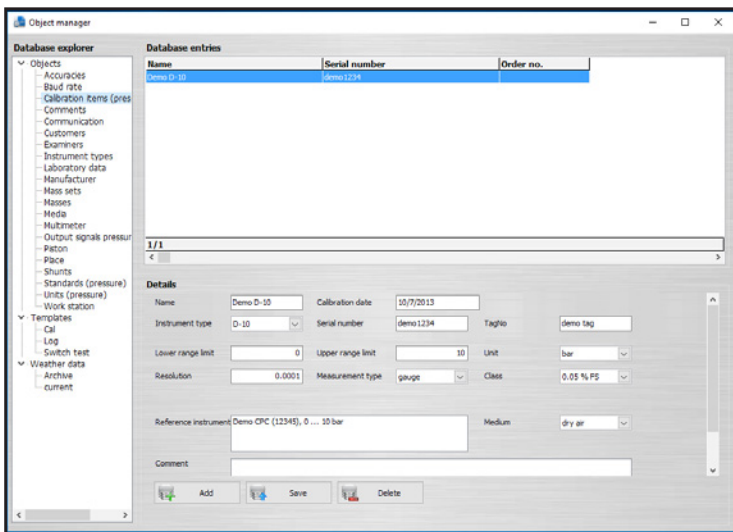 Object manager
Database explorer
Objects
Accuracies
Baud rate
Calibration items (pres
Comments
Communication
Customers
Examiners
Instrument types
Laboratory data
Manufacturer
Mass sets
Masses
Media
Multimeter
Output signals pressur
Piston
Place
Shunts
Standards (pressure)
Units (pressure)
Work station
Templates
Cal
Log
Switch test
Weather data
Archive
current
Database entries
Name Serial number Order no.
Demo D-10 demo1234
1/1
Details
Name Demo D-10 Calibration date 10/7/2013
Instrument type D-10 Serial number demo1234 TagNo demo tag
Lower range limit 0 Upper range limit 10 Unit bar
Resolution 0.0001 Measurement type gauge Class 0.05 % FS
Reference instrument Demo CPC (12345), 0 ... 10 bar Medium dry air
Comment
Add Save Delete